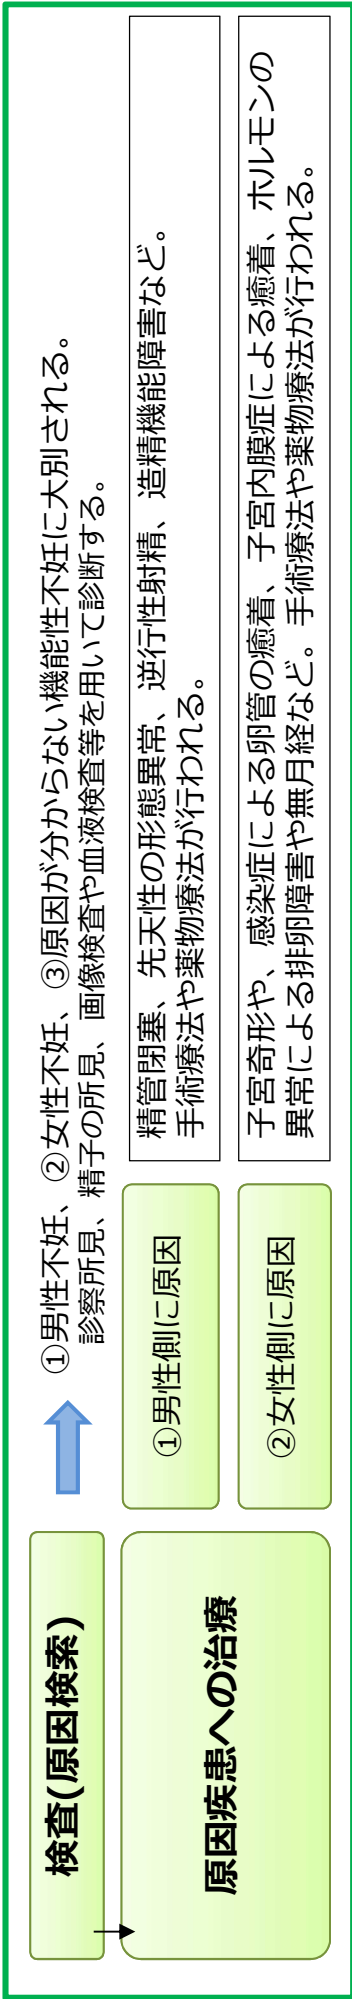 検査(原因検索)
①男性不妊、②女性不妊、③原因が分からない機能性不妊に大別される。
診察所見、精子の所見、画像検査や血液検査等を用いて診断する。
原因疾患への治療
①男性側に原因
精管閉塞、先天性の形態異常、逆行性射精、造精機能障害など。
手術療法や薬物療法が行われる。
②女性側に原因
子宮奇形や、感染症による卵管の癒着、子宮内膜症による癒着、ホルモンの
異常による排卵障害や無月経など。手術療法や薬物療法が行われる。